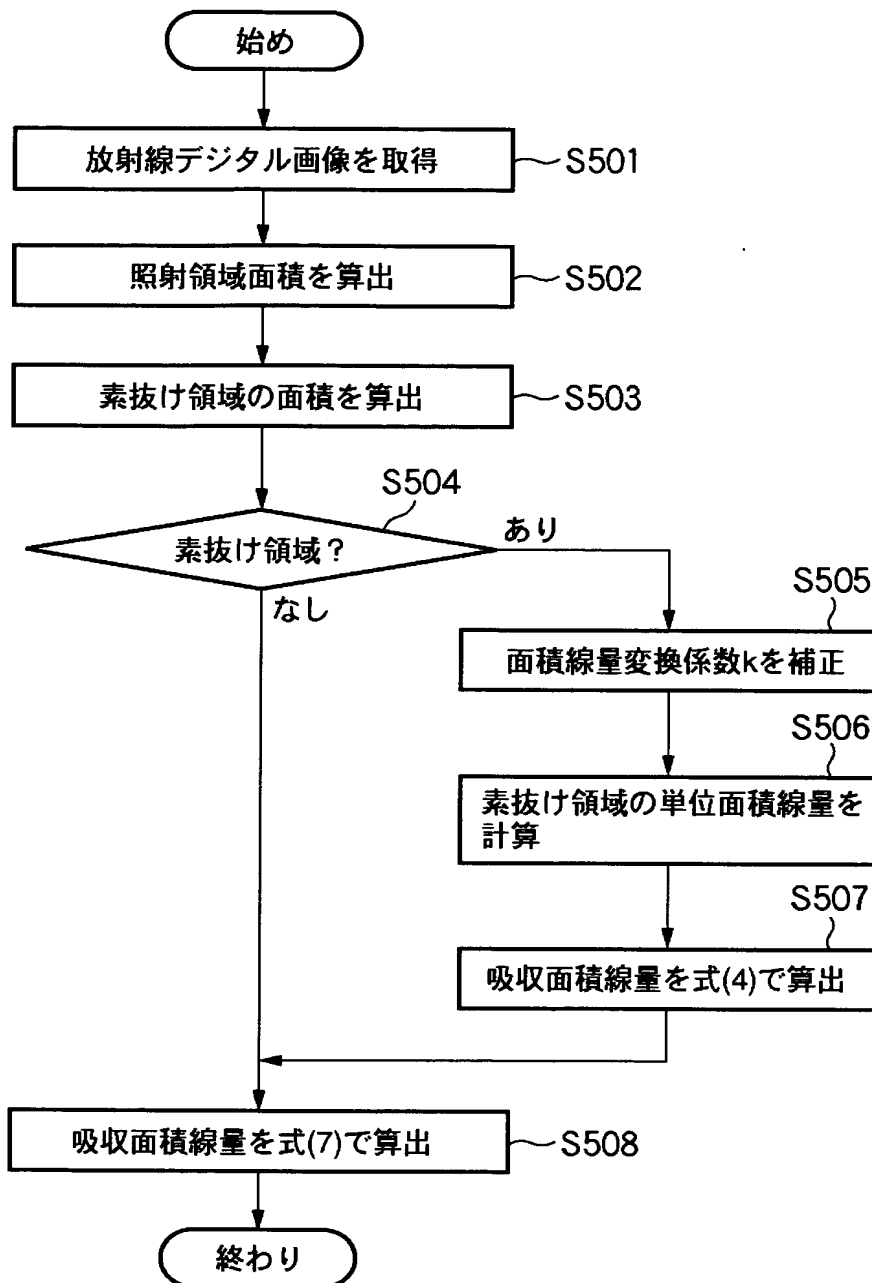 始め
放射線デジタル画像を取得
S501
照射領域面積を算出
S502
素抜け領域の面積を算出
S503
S504
素抜け領域？
あり
なし
S505
面積線量変換係数kを補正
S506
素抜け領域の単位面積線量を
計算
S507
吸収面積線量を式(4)で算出
吸収面積線量を式(7)で算出
S508
終わり